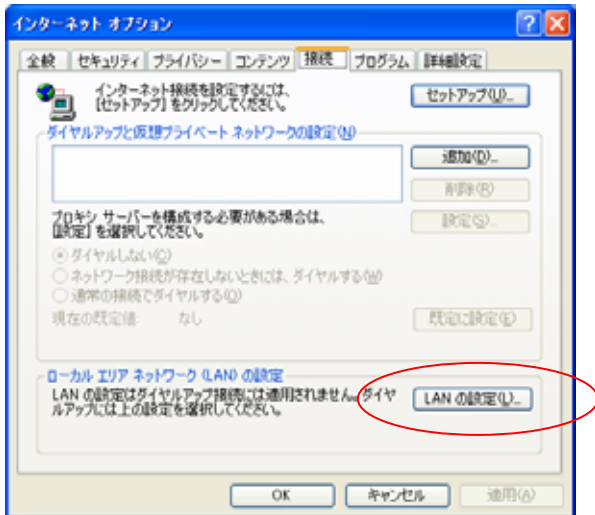 インターネット オプション
全般 セキュリティ プライバシー コンテンツ 接続 プログラム 詳細設定
インターネット接続を設定するには、
[セットアップ] をクリックしてください。
セットアップ(U)...
ダイヤルアップと仮想プライベート ネットワークの設定(N)
追加(D)...
削除(R)
プロキシ サーバーを構成する必要がある場合は、
[設定] を選択してください。
設定(S)...
ダイヤルしない(C)
ネットワーク接続が存在しないときには、ダイヤルする(W)
通常の接続でダイヤルする(O)
現在の既定値: なし
既定に設定(E)
ローカル エリア ネットワーク (LAN) の設定
LAN の設定はダイヤルアップ接続には適用されません。ダイヤ
ルアップには上の設定を選択してください。
LAN の設定(L)...
OK キャンセル 適用(A)